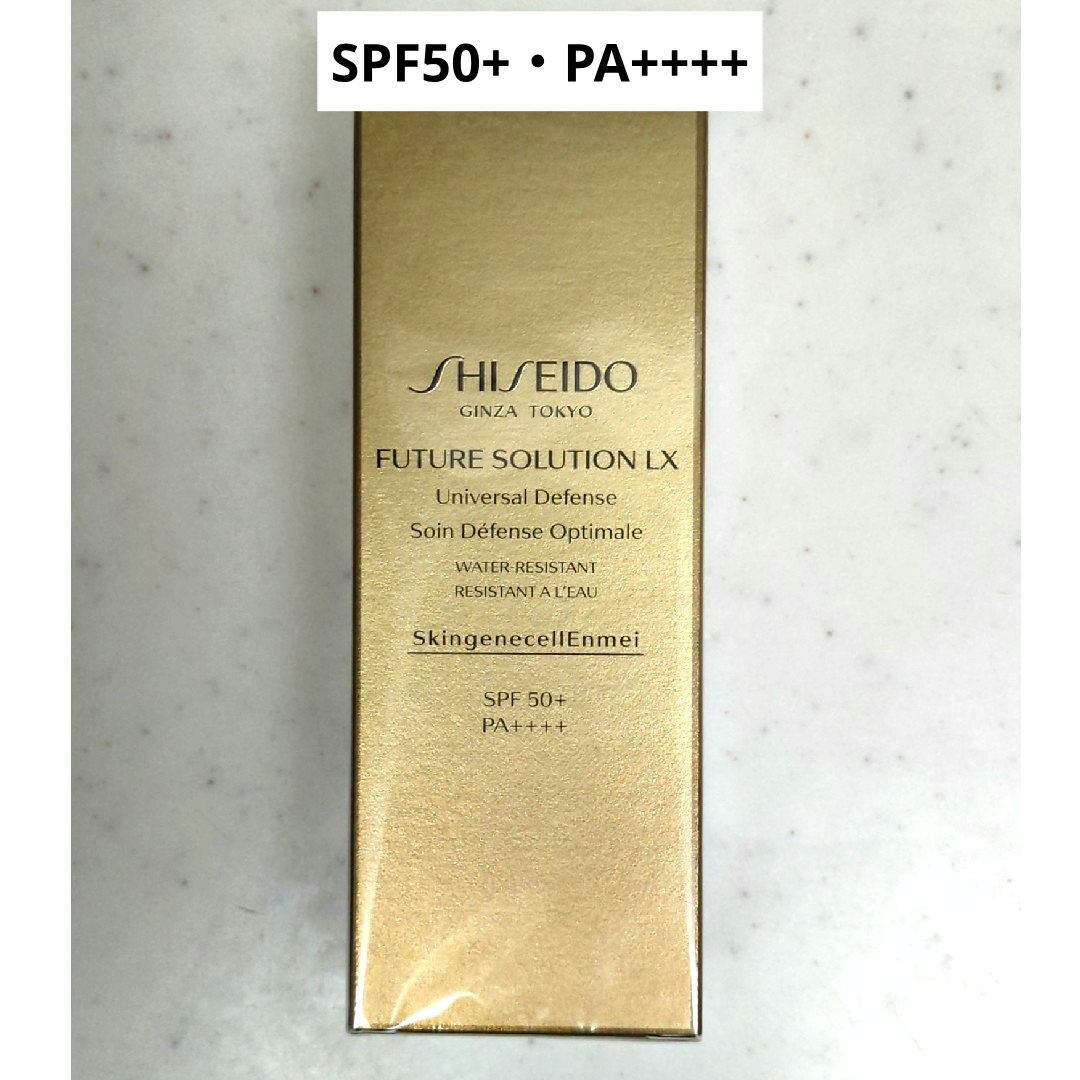 SPF50+・PA++++
SHISEIDO
GINZA TOKYO
FUTURE SOLUTION LX
Universal Defense
Soin Défense Optimale
WATER-RESISTANT
RESISTANT A L'EAU
SkingenecellEnmei
SPF 50+
PA++++